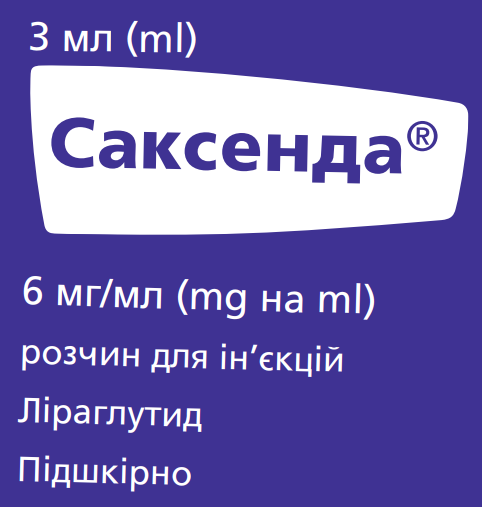 3 мл (ml)
Саксенда®
6 мг/мл (mg на ml)
розчин для ін’єкцій
Ліраглутид
Підшкірно